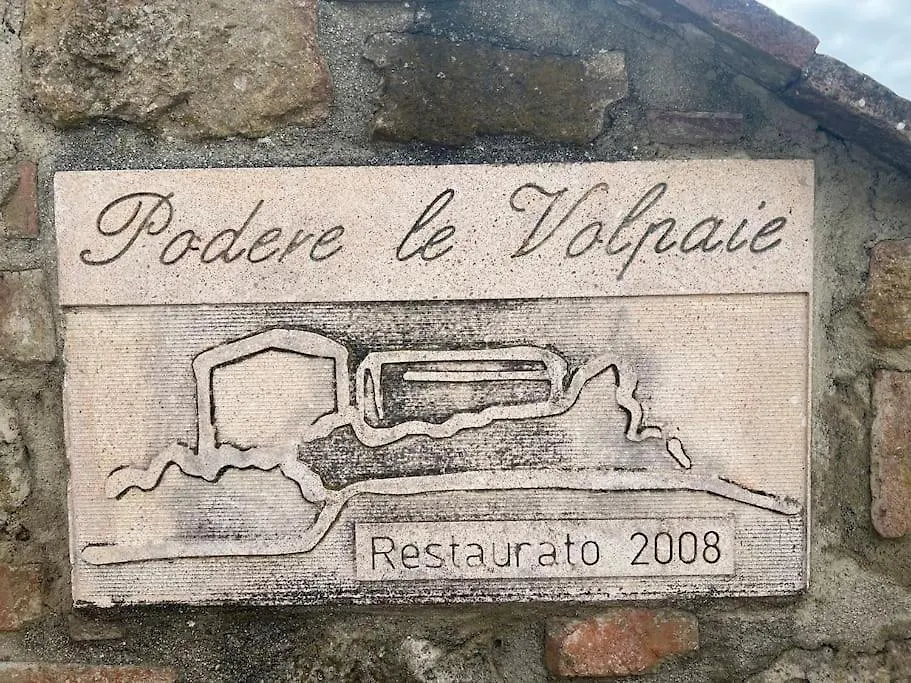 Podere le Volpaie
Restaurato 2008